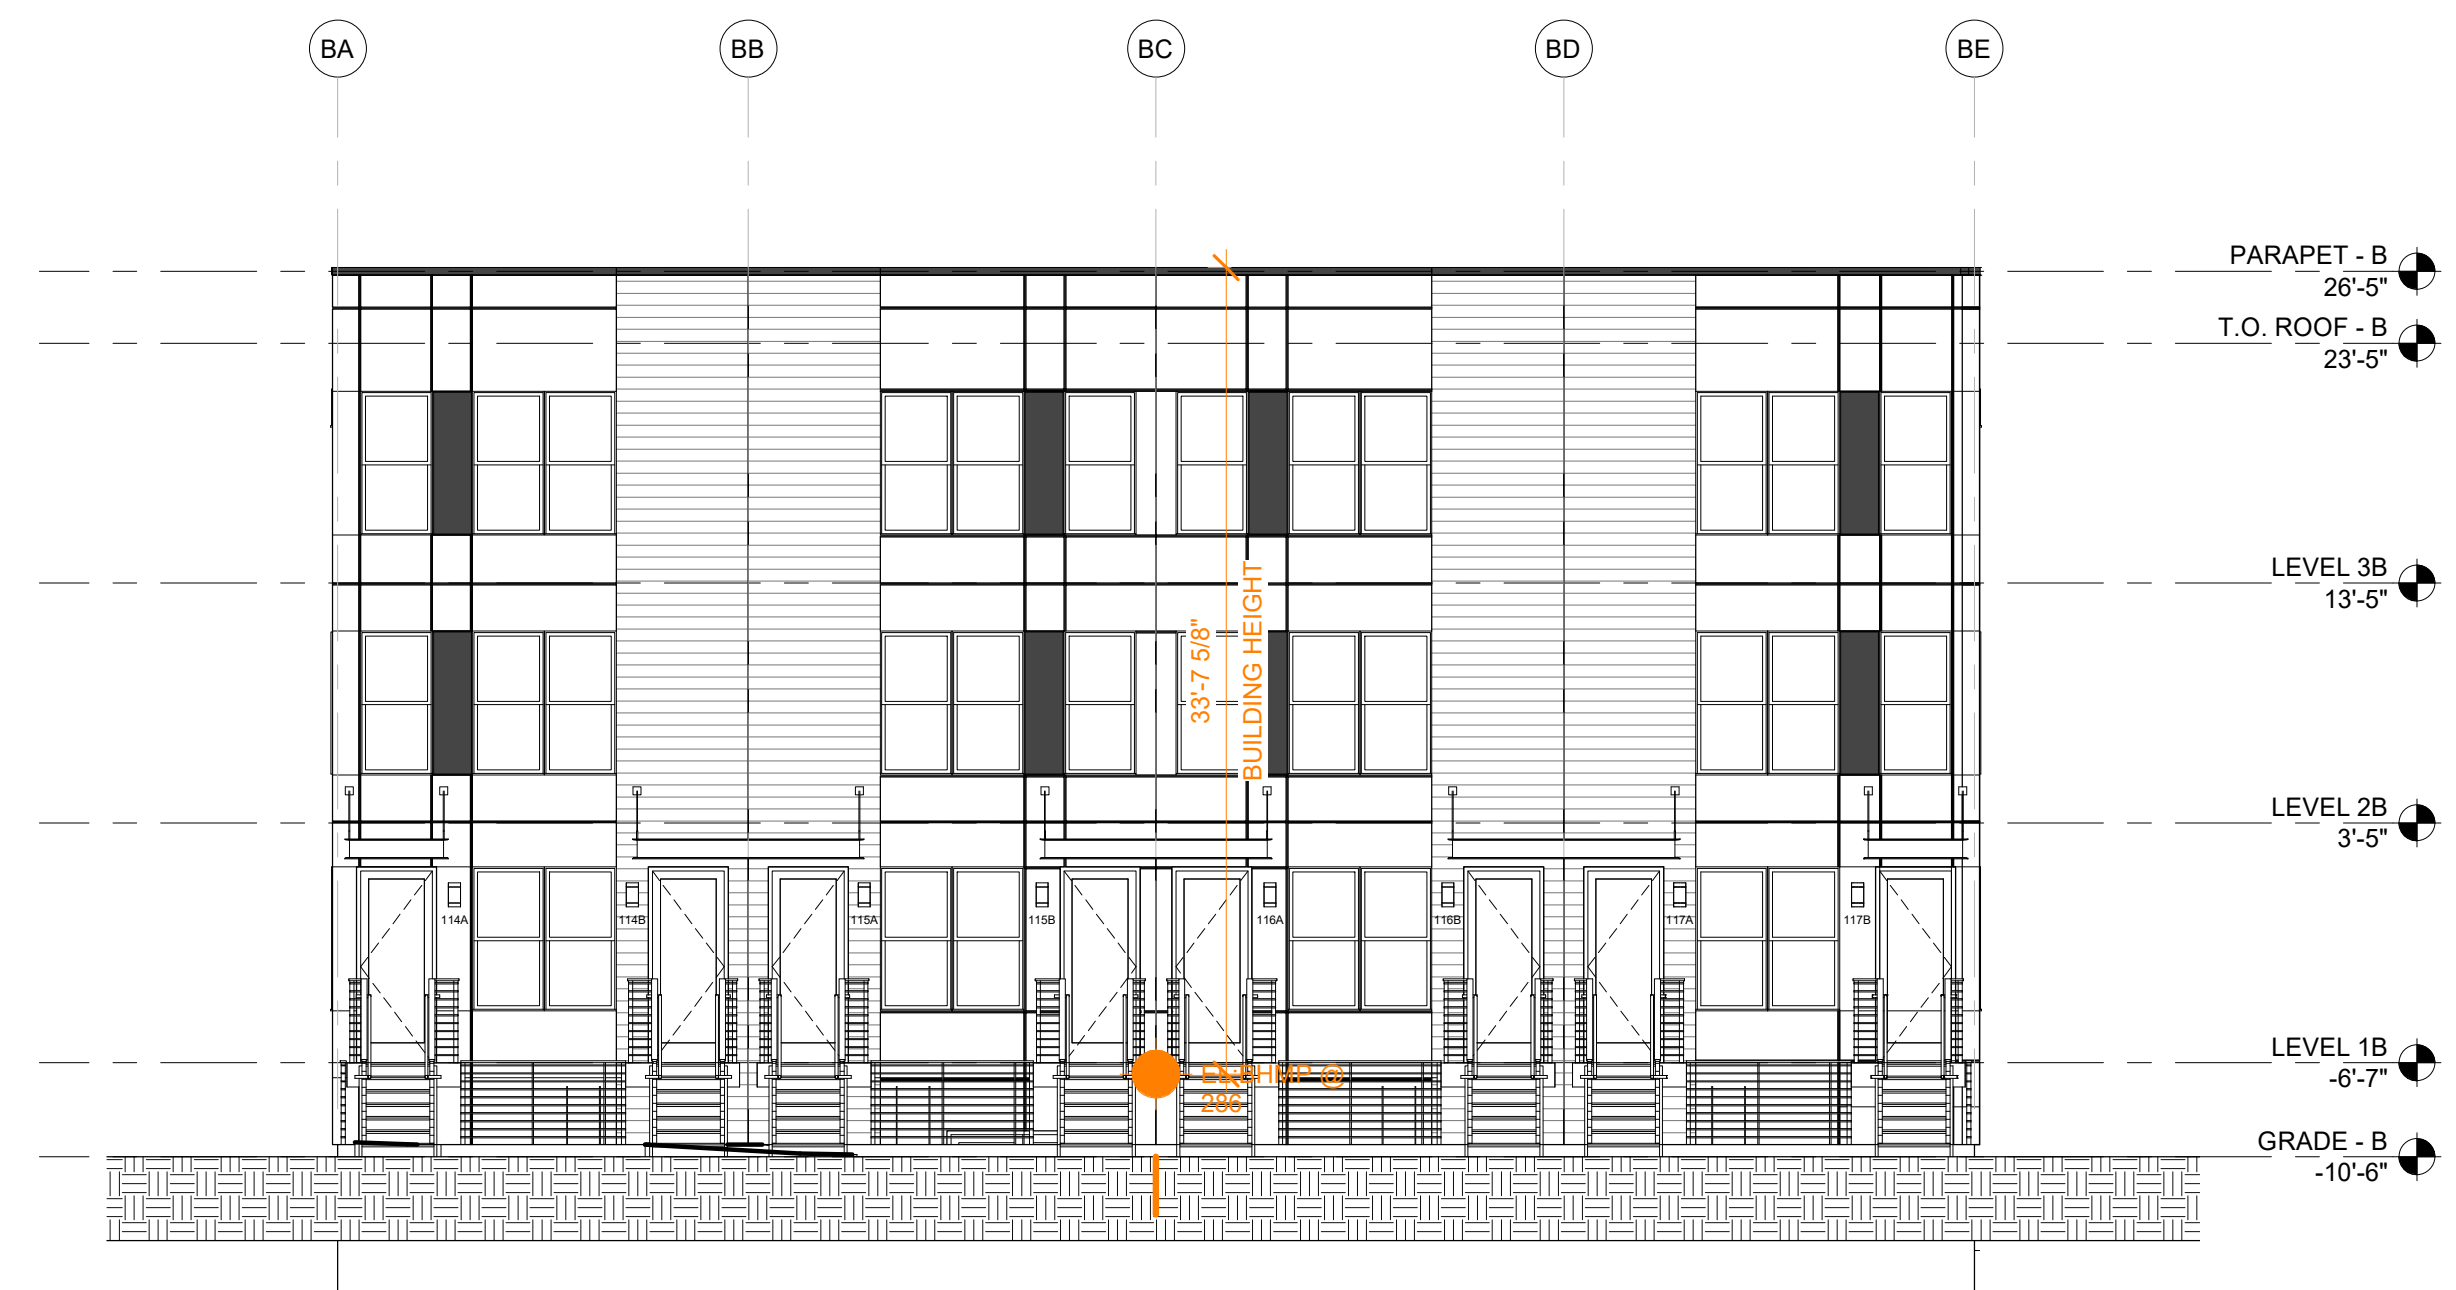 BA
BB
BC
BD
BE
PARAPET - B
26'-5"
T.O. ROOF - B
23'-5"
LEVEL 3B
13'-5"
33'-7 5/8"
BUILDING HEIGHT
LEVEL 2B
3'-5"
114A
114B
115A
115B
116A
116B
117A
117B
LEVEL 1B
-6'-7"
BHMP @
286'
GRADE - B
-10'-6"